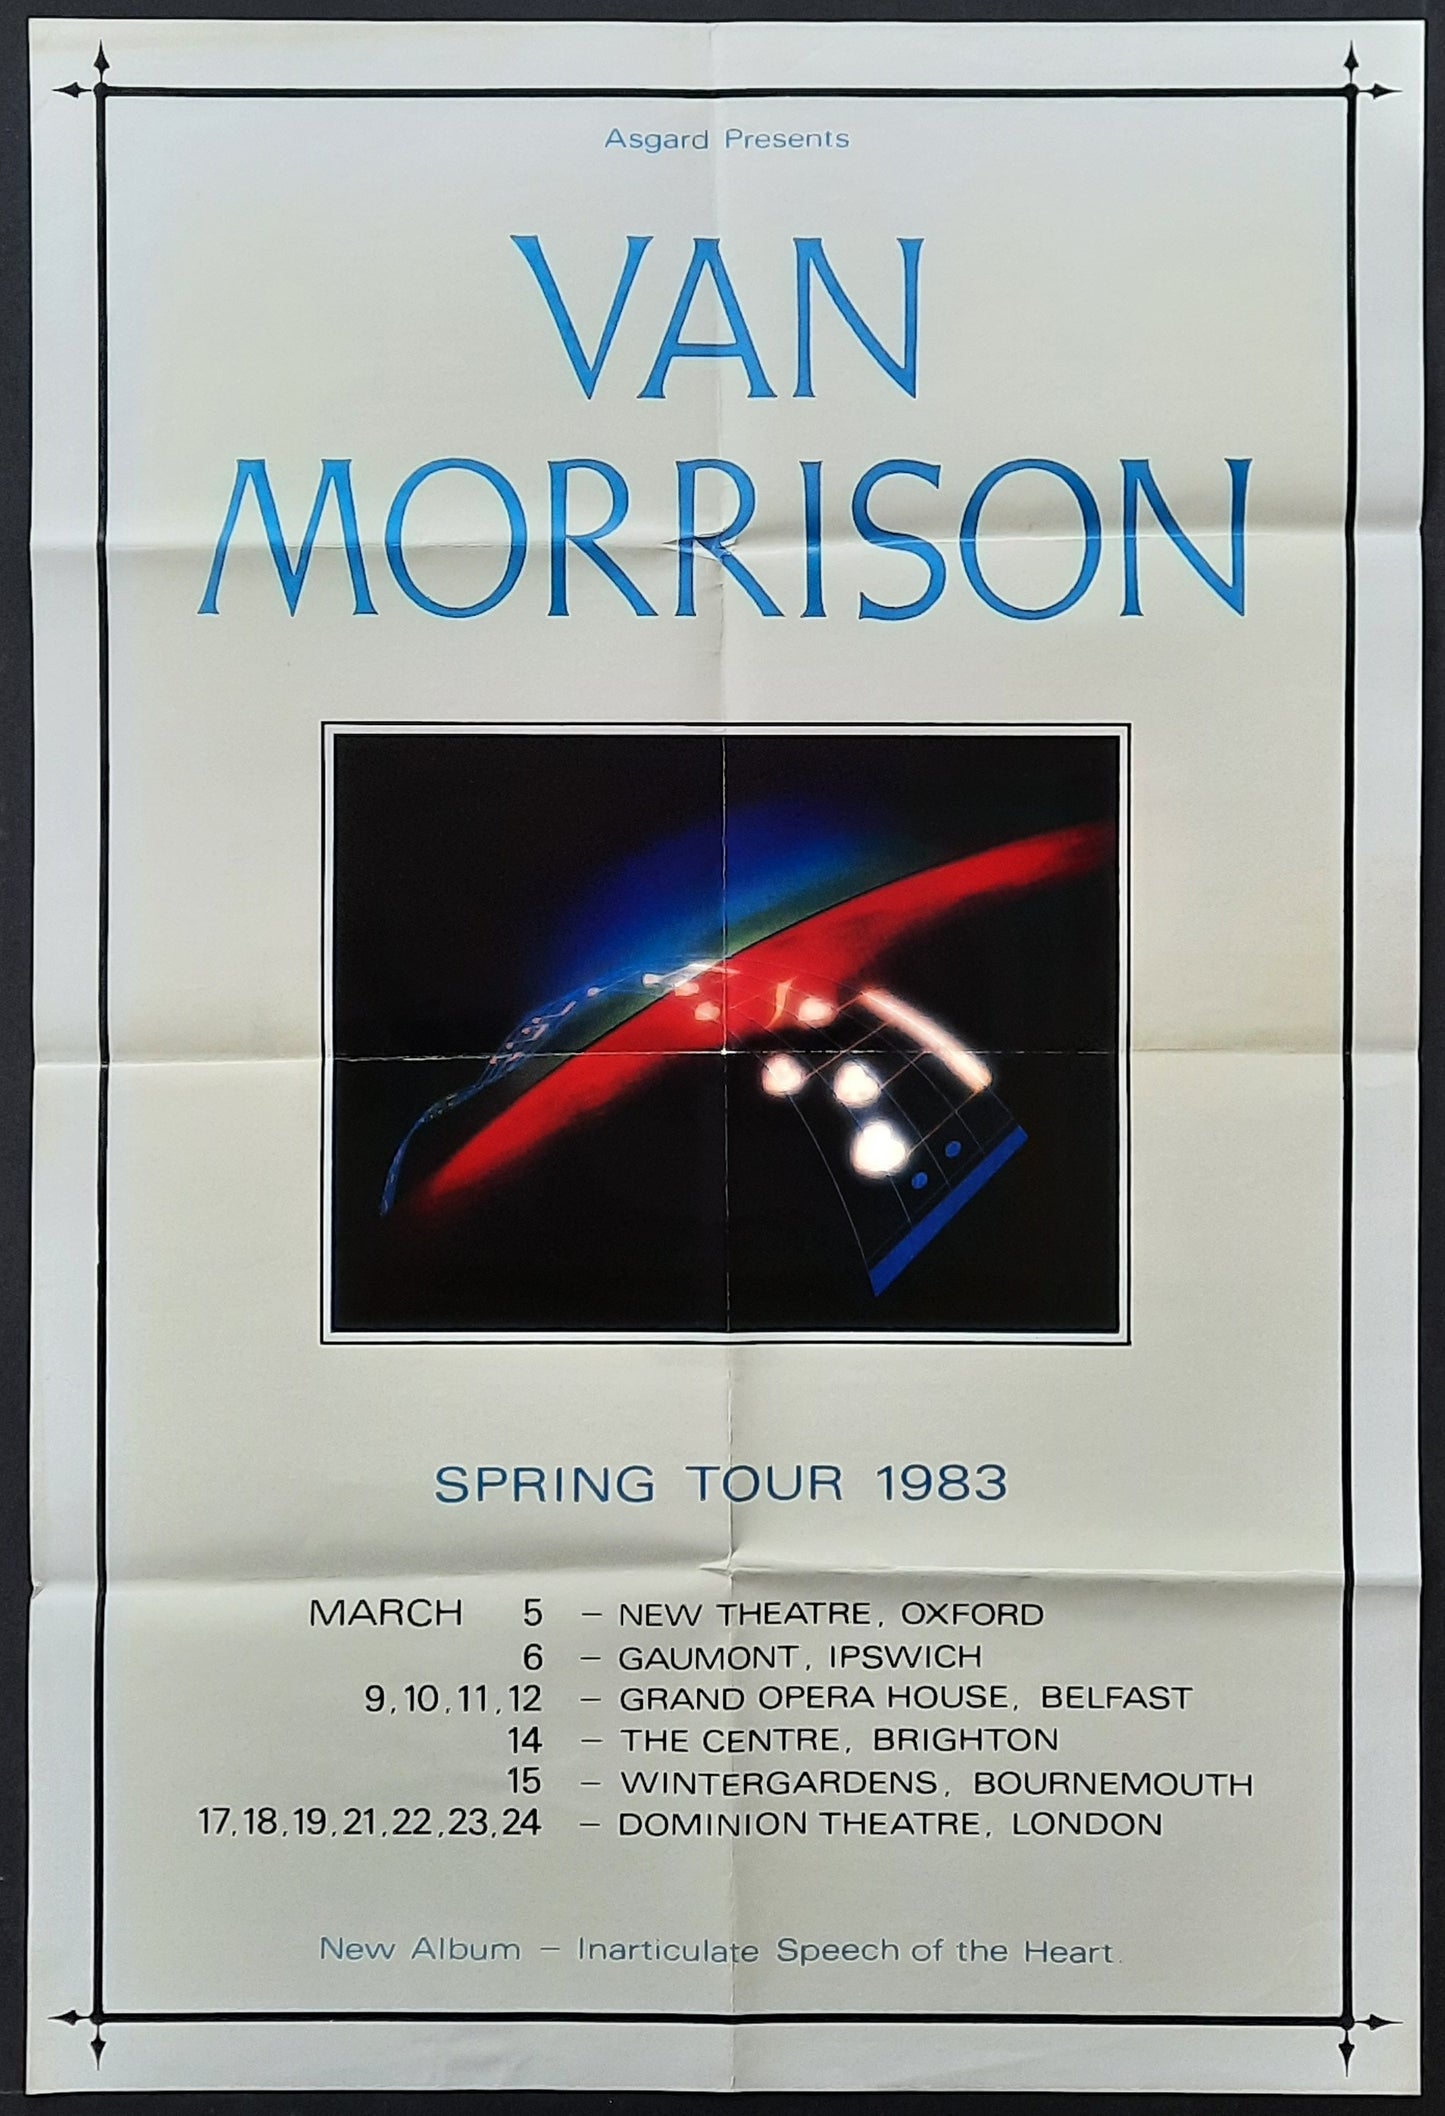 Asgard Presents
VAN
MORRISON
SPRING TOUR 1983
MARCH 5 – NEW THEATRE, OXFORD
6 – GAUMONT, IPSWICH
9,10,11,12 – GRAND OPERA HOUSE, BELFAST
14 – THE CENTRE, BRIGHTON
15 – WINTERGARDENS, BOURNEMOUTH
17,18,19,21,22,23,24 – DOMINION THEATRE, LONDON
New Album – Inarticulate Speech of the Heart.